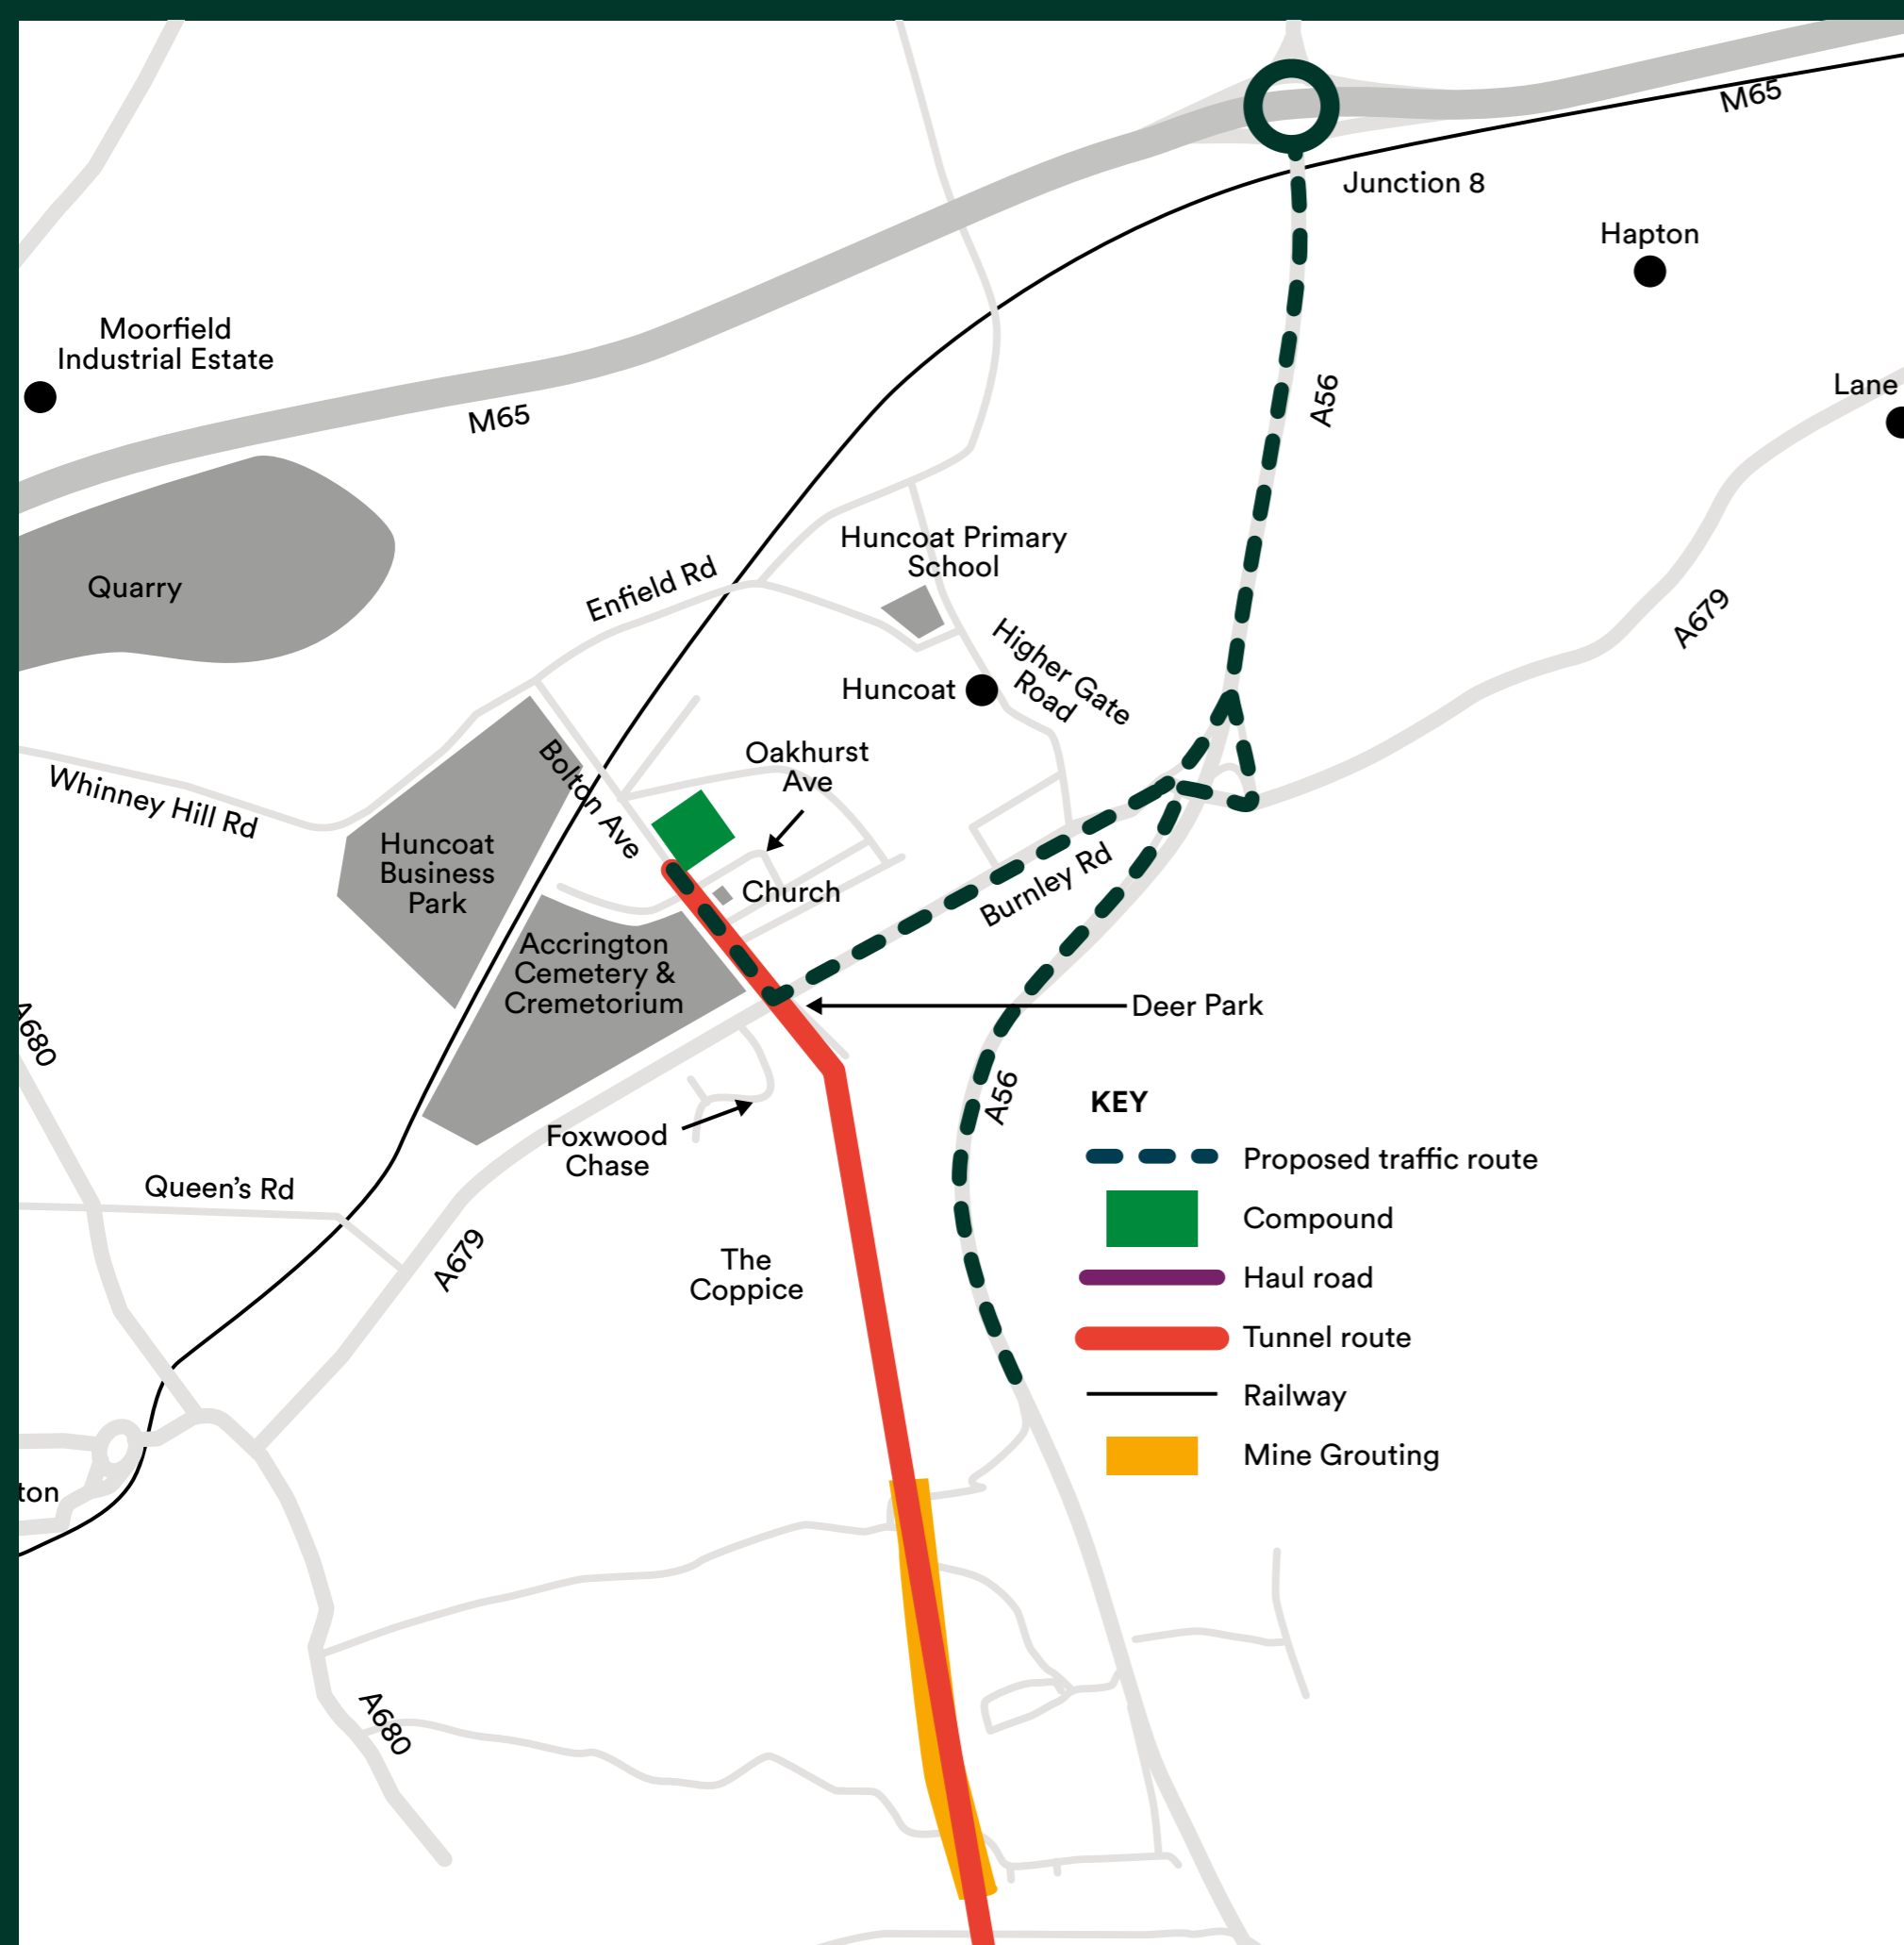 M65
Junction 8
Hapton
Moorfield
Industrial Estate
Lane
M65
A56
Huncoat Primary
School
Quarry
Enfield Rd
A679
Higher Gate
Road
Huncoat
Oakhurst
Ave
Bolton Ave
Whinney Hill Rd
Huncoat
Business
Park
Church
Burnley Rd
Accrington
Cemetery &
Cremetorium
Deer Park
A680
A56
KEY
Foxwood
Chase
Proposed traffic route
Queen's Rd
Compound
A679
The
Coppice
Haul road
Tunnel route
Railway
Mine Grouting
ton
A680